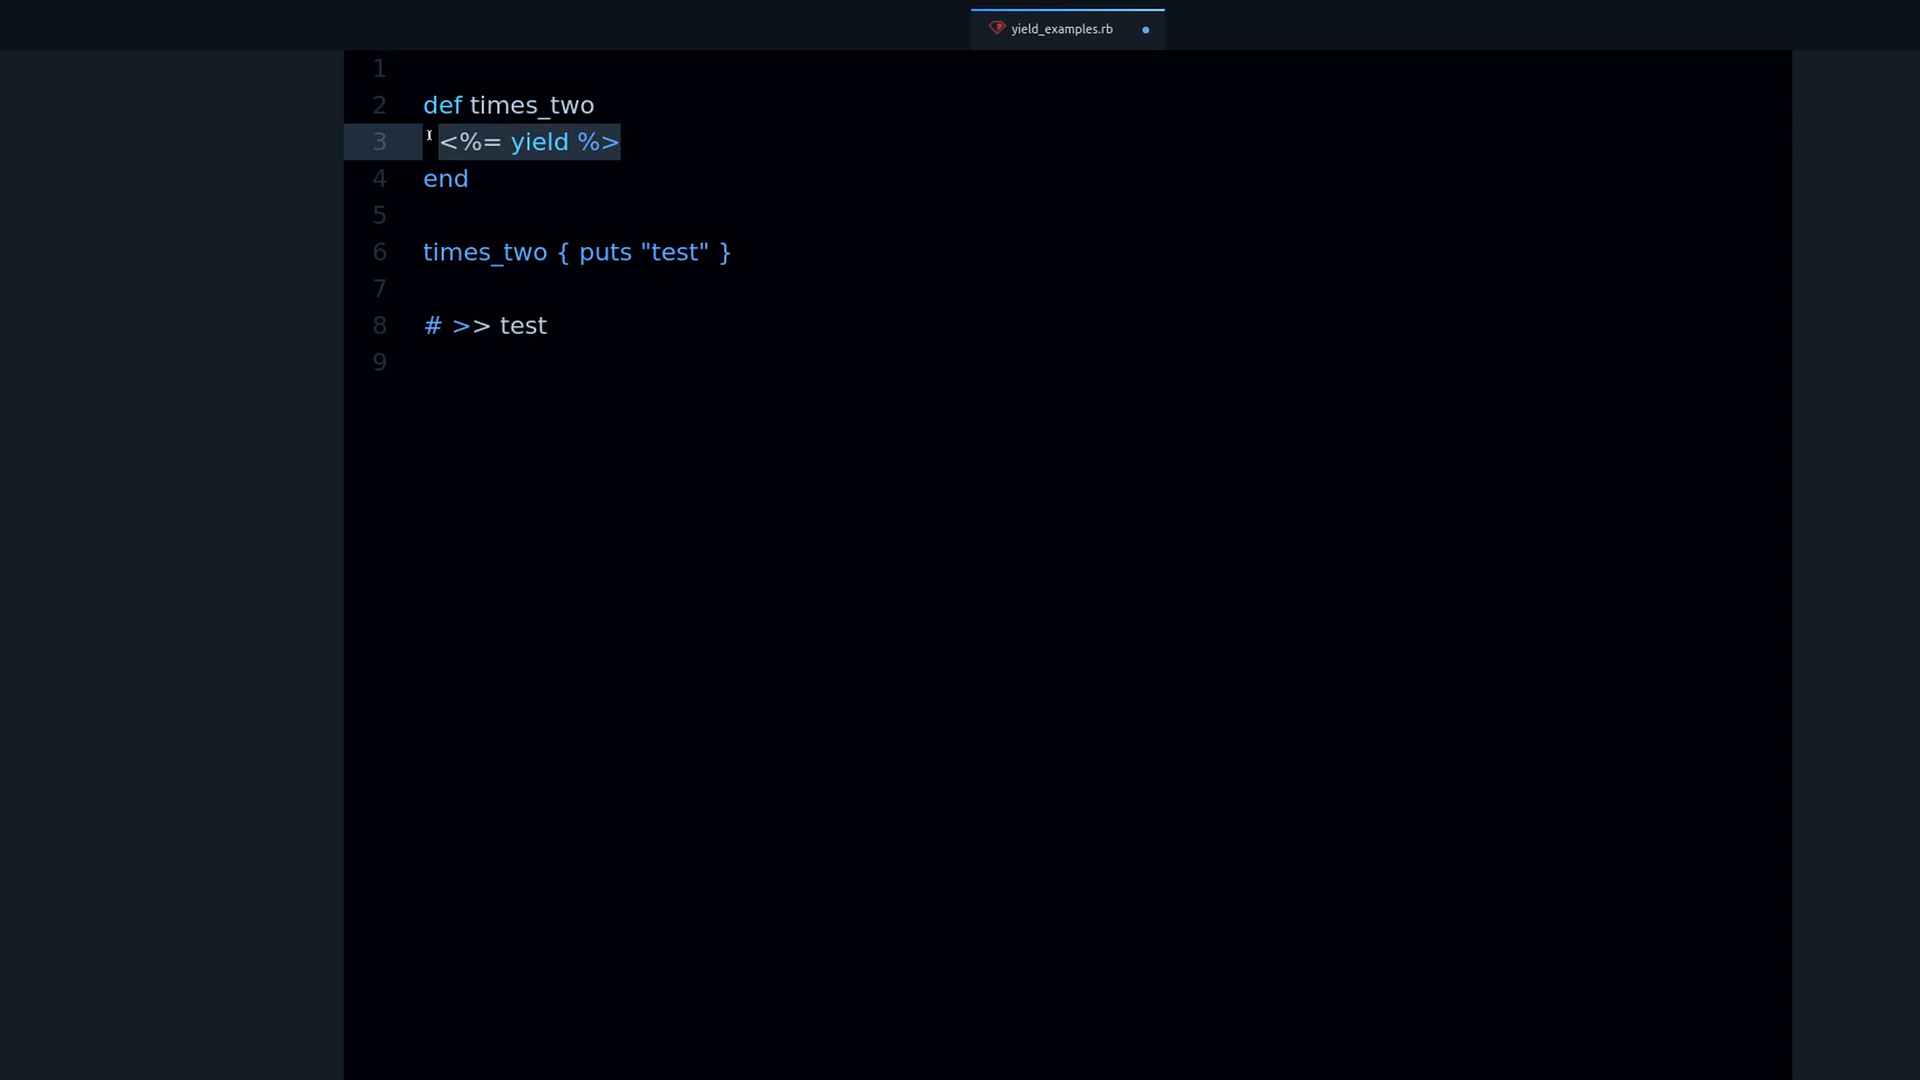 yield_examples.rb
1
2 def times_two
3 <%= yield %>
4 end
5
6 times_two { puts "test" }
7
8 # >> test
9